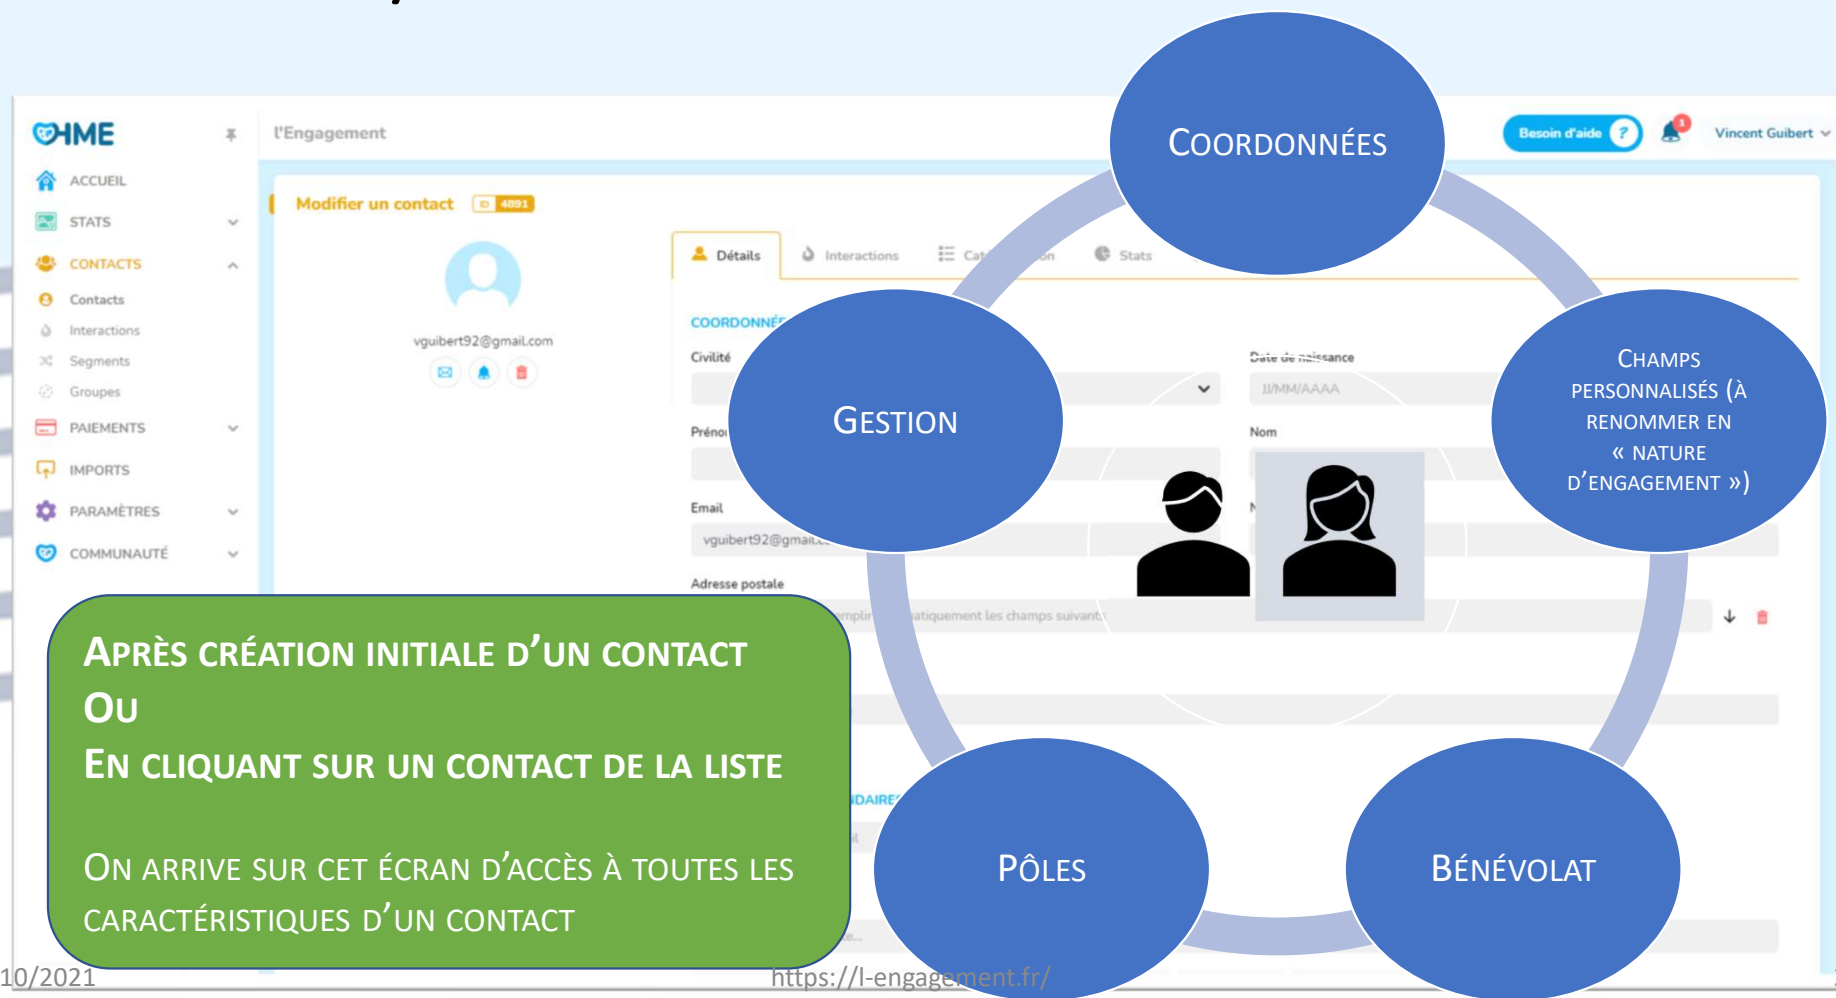 OHME
l'Engagement
Besoin d'aide ?
1
Vincent Guibert
ACCUEIL
STATS
CONTACTS
Contacts
Interactions
Segments
Groupes
PAIEMENTS
IMPORTS
PARAMÈTRES
COMMUNAUTÉ
Modifier un contact ID 4891
vguibert92@gmail.com
Détails
Interactions
Stats
Civilité
Date de naissance
JJ/MM/AAAA
Nom
Email
Adresse postale
COORDONNÉES
CHAMPS
PERSONNALISÉS (À
RENOMMER EN
« NATURE
D'ENGAGEMENT »)
GESTION
PÔLES
BÉNÉVOLAT
APRÈS CRÉATION INITIALE D'UN CONTACT
OU
EN CLIQUANT SUR UN CONTACT DE LA LISTE
ON ARRIVE SUR CET ÉCRAN D'ACCÈS À TOUTES LES
CARACTÉRISTIQUES D'UN CONTACT
10/2021
https://l-engagement.fr/